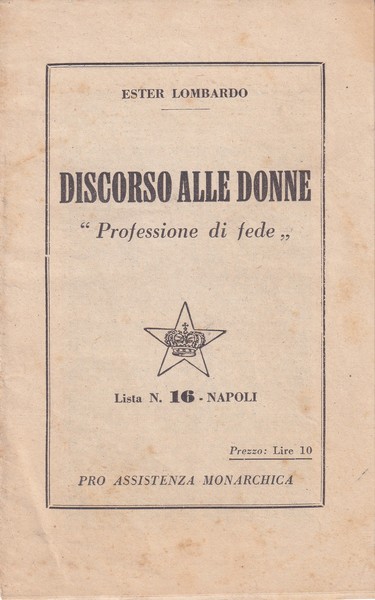 ESTER LOMBARDO
DISCORSO ALLE DONNE
“ Professione di fede „
Lista N. 16 - NAPOLI
Prezzo: Lire 10
PRO ASSISTENZA MONARCHICA